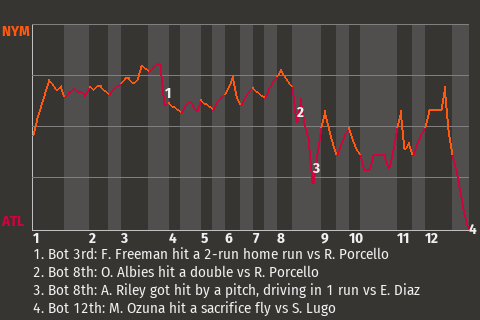 NYM
1
2
3
ATL
4
1 2 3 4 5 6 7 8 9 10 11 12
1. Bot 3rd: F. Freeman hit a 2-run home run vs R. Porcello
2. Bot 8th: O. Albies hit a double vs R. Porcello
3. Bot 8th: A. Riley got hit by a pitch, driving in 1 run vs E. Diaz
4. Bot 12th: M. Ozuna hit a sacrifice fly vs S. Lugo